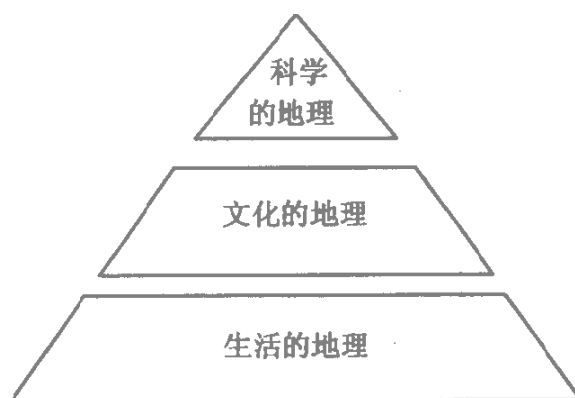 科学
的地理
文化的地理
生活的地理